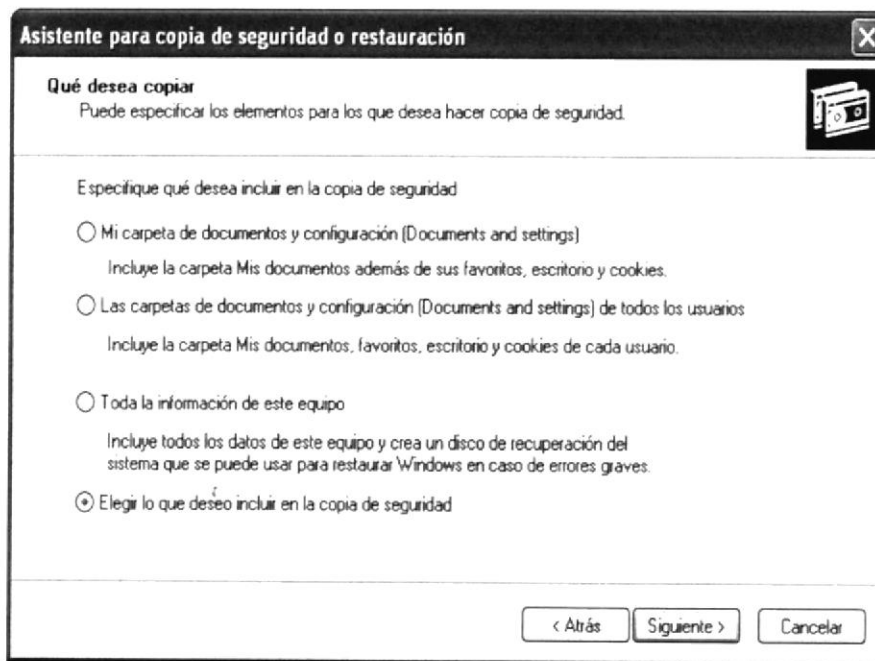 Asistente para copia de seguridad o restauración
Qué desea copiar
Puede especificar los elementos para los que desea hacer copia de seguridad.
Especifique qué desea incluir en la copia de seguridad
Mi carpeta de documentos y configuración (Documents and settings)
Incluye la carpeta Mis documentos además de sus favoritos, escritorio y cookies.
Las carpetas de documentos y configuración (Documents and settings) de todos los usuarios
Incluye la carpeta Mis documentos, favoritos, escritorio y cookies de cada usuario.
Toda la información de este equipo
Incluye todos los datos de este equipo y crea un disco de recuperación del
sistema que se puede usar para restaurar Windows en caso de errores graves.
Elegir lo que deseo incluir en la copia de seguridad
< Atrás Siguiente > Cancelar